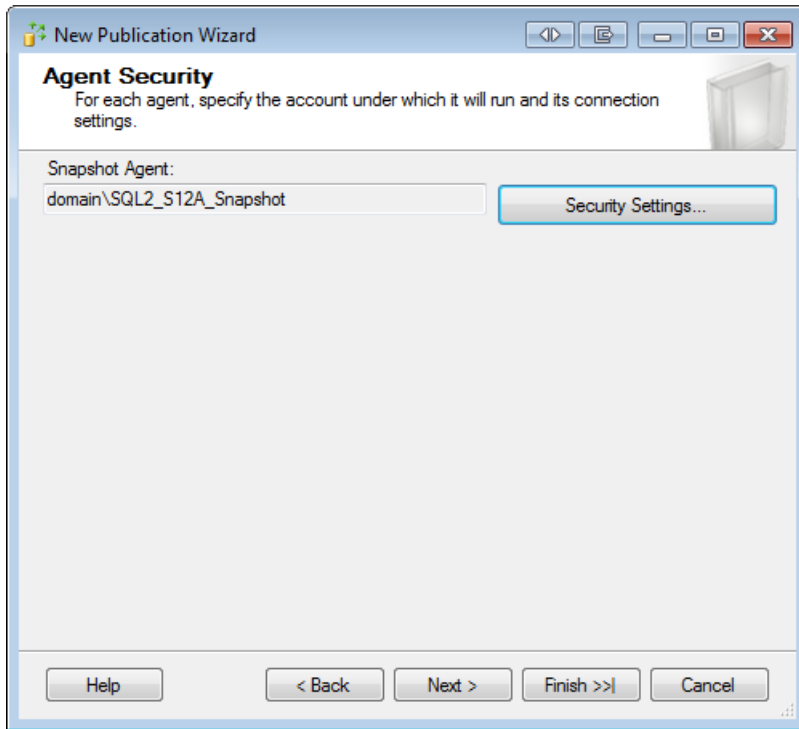 New Publication Wizard
Agent Security
For each agent, specify the account under which it will run and its connection
settings.
Snapshot Agent:
domain\SQL2_S12A_Snapshot
Security Settings...
Help
< Back
Next >
Finish >>|
Cancel